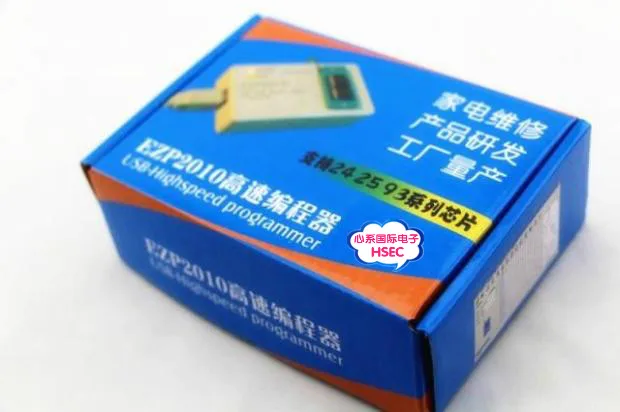 家电维修
产品研发
工厂量产
支持24 25 93系列芯片
EZP2010高速编程器
USB-Highspeed programmer
心系国际电子
HSEC
EZP2010高速编程器
USB-Highspeed programmer